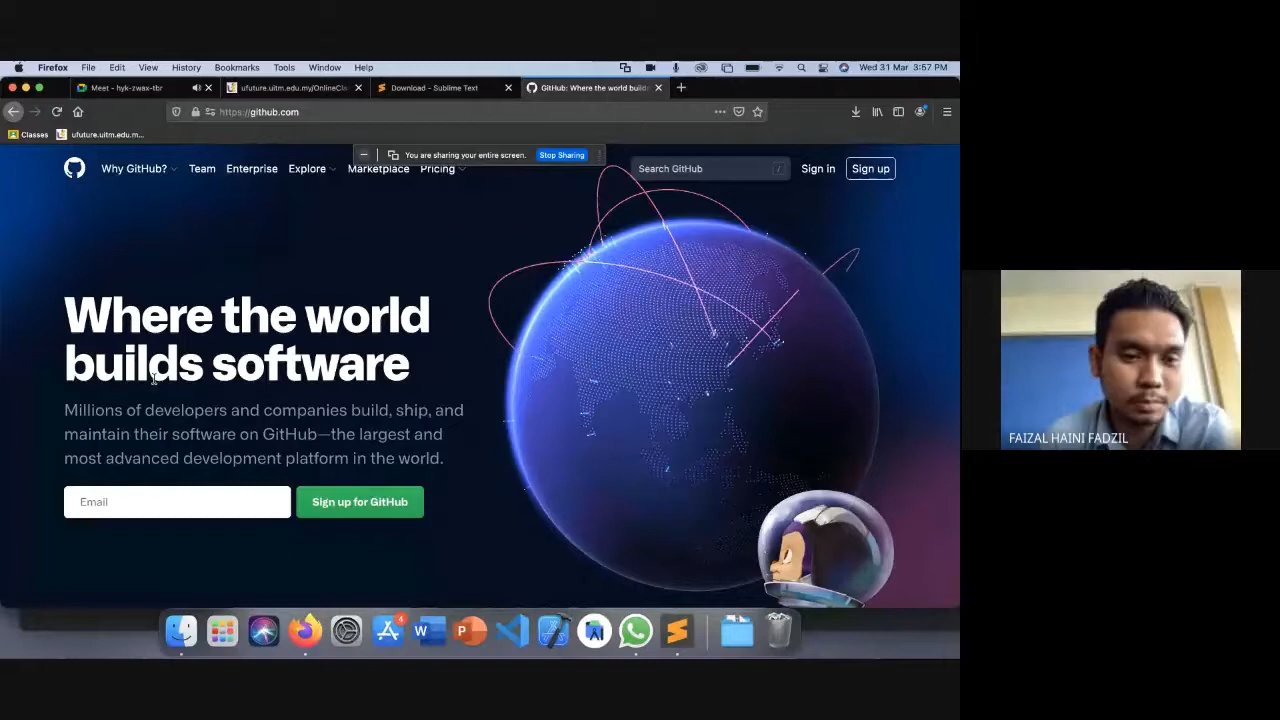 Firefox File Edit View History Bookmarks Tools Window Help Wed 31 Mar 3:57 PM
Meet - hyk-zwax-tbr ufuture.uitm.edu.my/OnlineCla Download - Sublime Text GitHub: Where the world build
https://github.com
Classes ufuture.uitm.edu.m...
You are sharing your entire screen. Stop Sharing
Why GitHub? Team Enterprise Explore Marketplace Pricing Search GitHub / Sign in Sign up
Where the world
builds software
Millions of developers and companies build, ship, and
maintain their software on GitHub—the largest and
most advanced development platform in the world.
Email Sign up for GitHub
FAIZAL HAINI FADZIL
4
W P